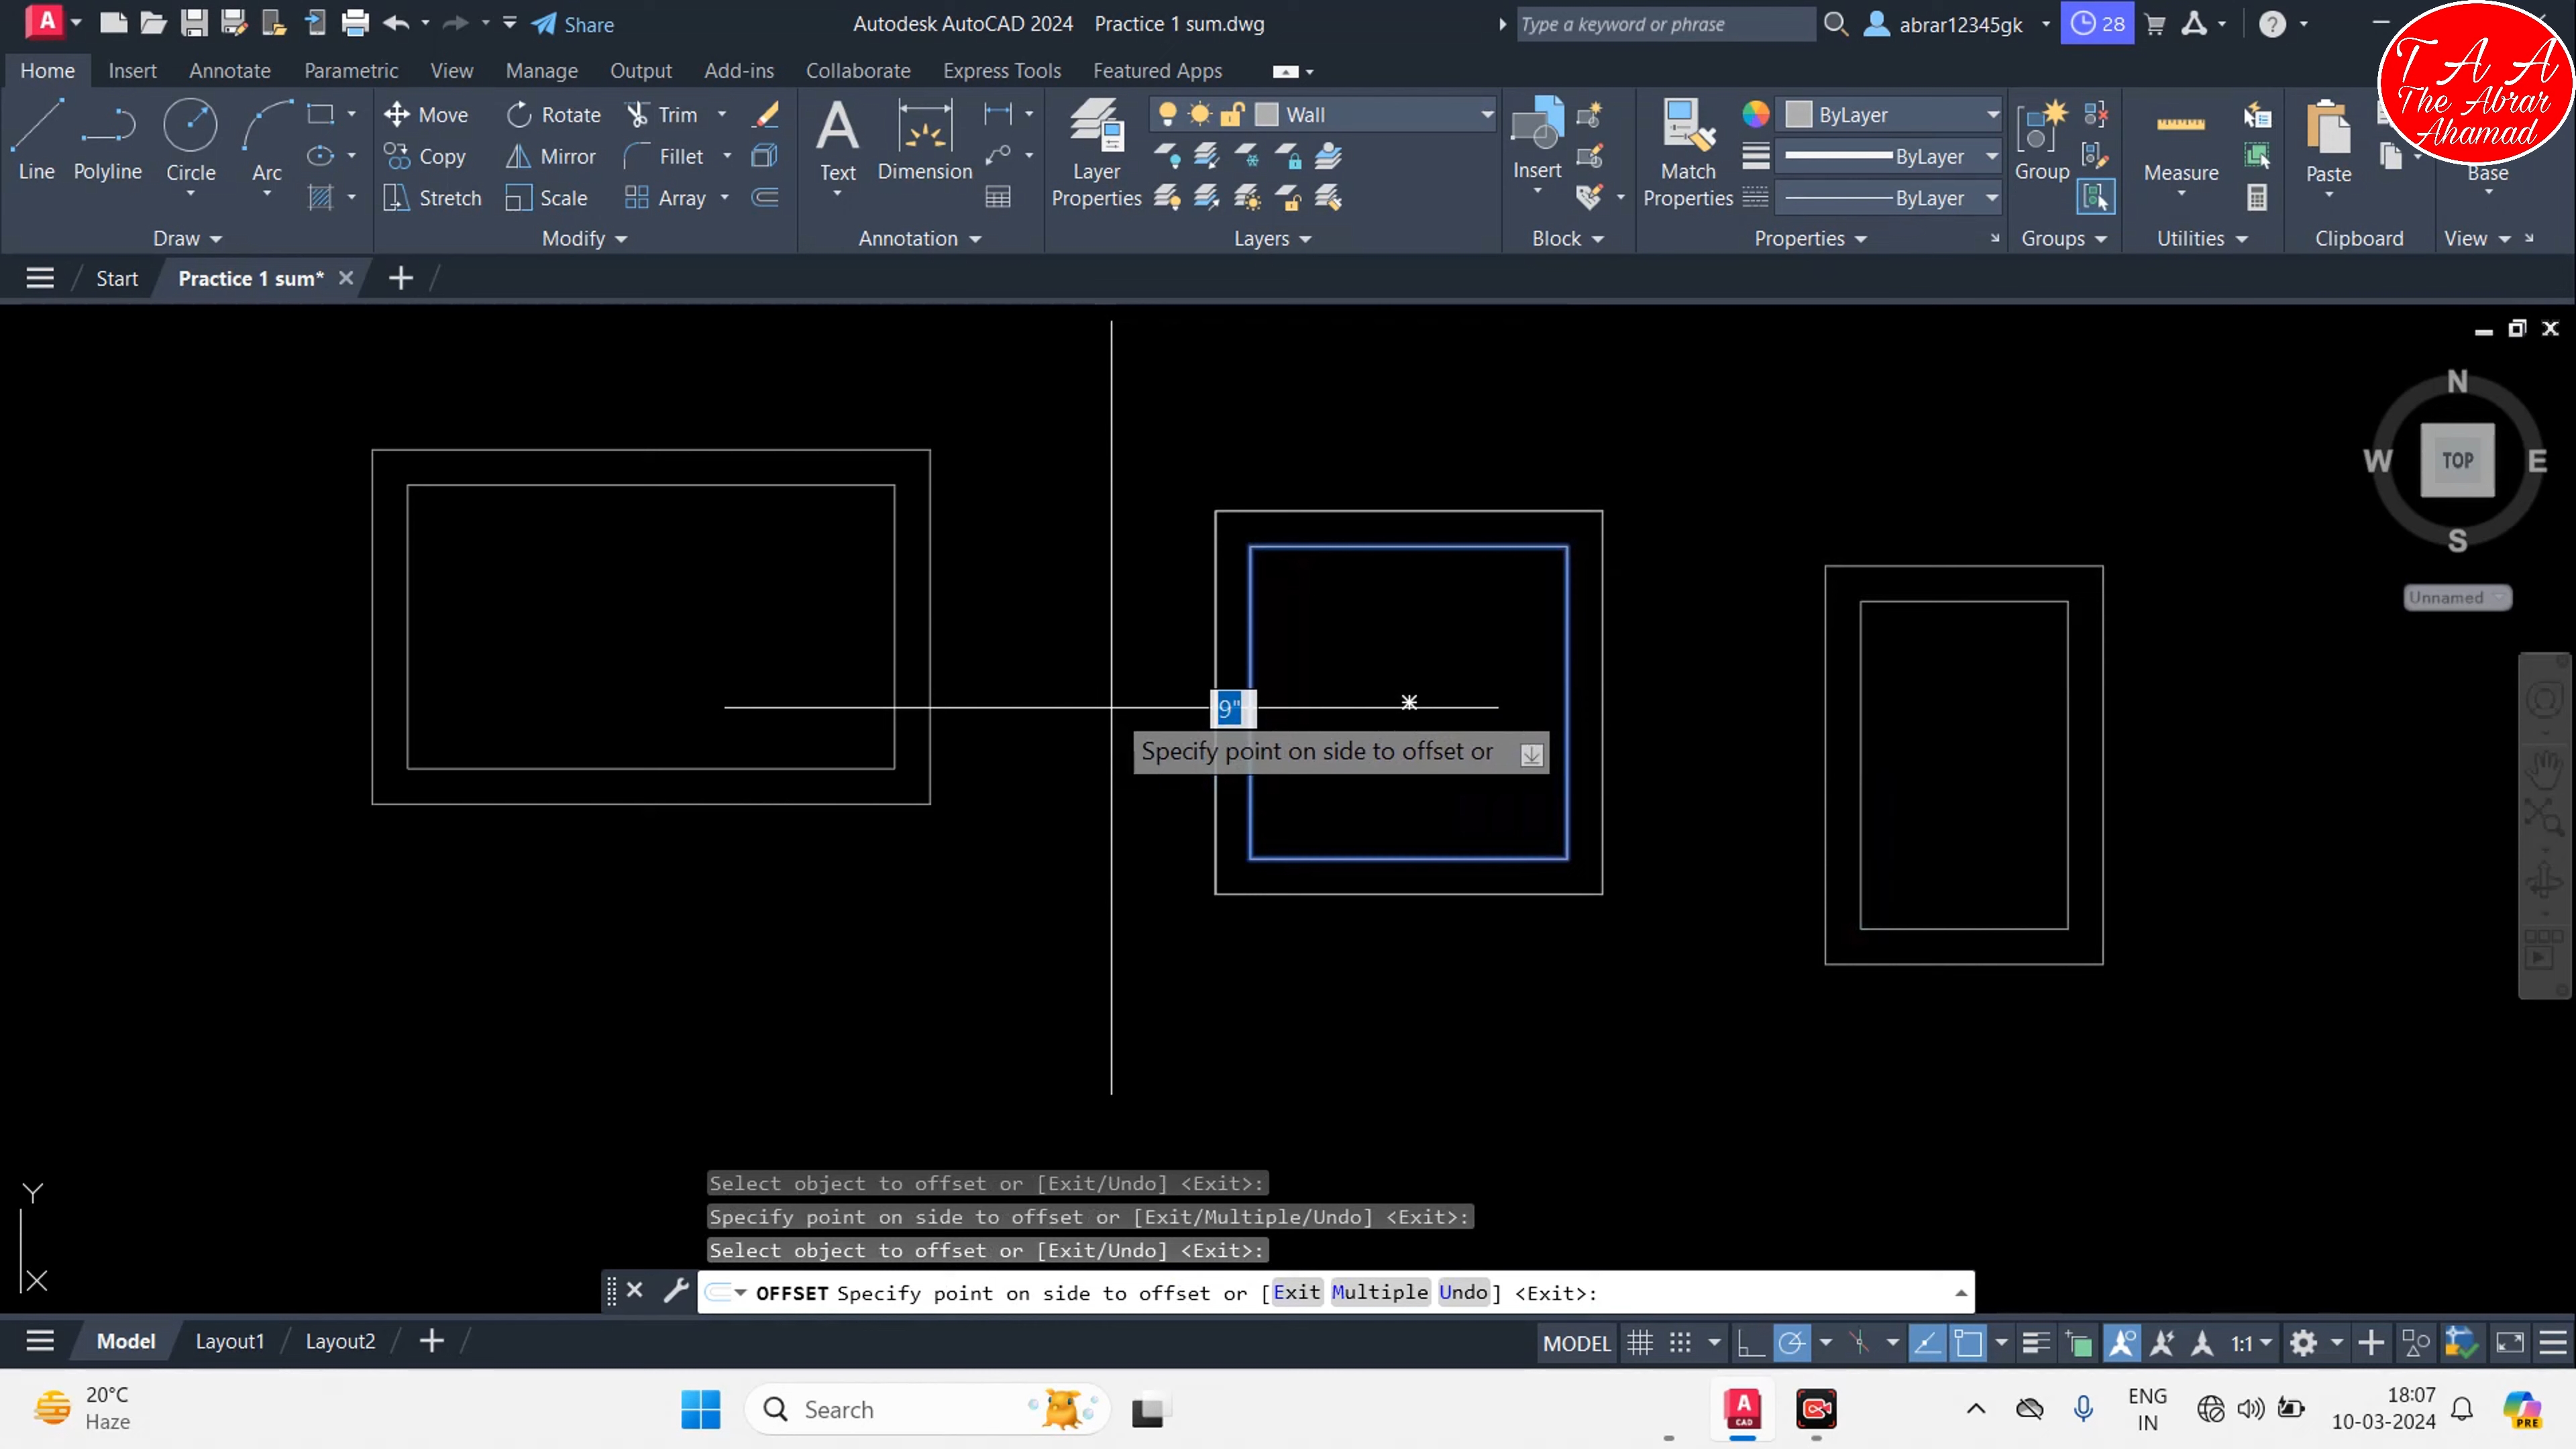 Share
Autodesk AutoCAD 2024 Practice 1 sum.dwg
Type a keyword or phrase
abrar12345gk
28
T A A
The Abrar
Ahamad
Home Insert Annotate Parametric View Manage Output Add-ins Collaborate Express Tools Featured Apps
Line Polyline Circle Arc
Draw
Move Rotate Trim
Copy Mirror Fillet
Stretch Scale Array
Modify
Text Dimension
Annotation
Layer
Properties
Wall
Layers
Insert
Block
Match
Properties
ByLayer
ByLayer
ByLayer
Properties
Group
Groups
Measure
Utilities
Paste
Clipboard
Base
View
Start Practice 1 sum*
N
W TOP E
S
Unnamed
9"
Specify point on side to offset or
Y
X
Select object to offset or [Exit/Undo] <Exit>:
Specify point on side to offset or [Exit/Multiple/Undo] <Exit>:
Select object to offset or [Exit/Undo] <Exit>:
OFFSET Specify point on side to offset or [Exit Multiple Undo] <Exit>:
Model Layout1 Layout2
MODEL
1:1
20°C
Haze
Search
A
CAD
ENG
IN
18:07
10-03-2024
PRE